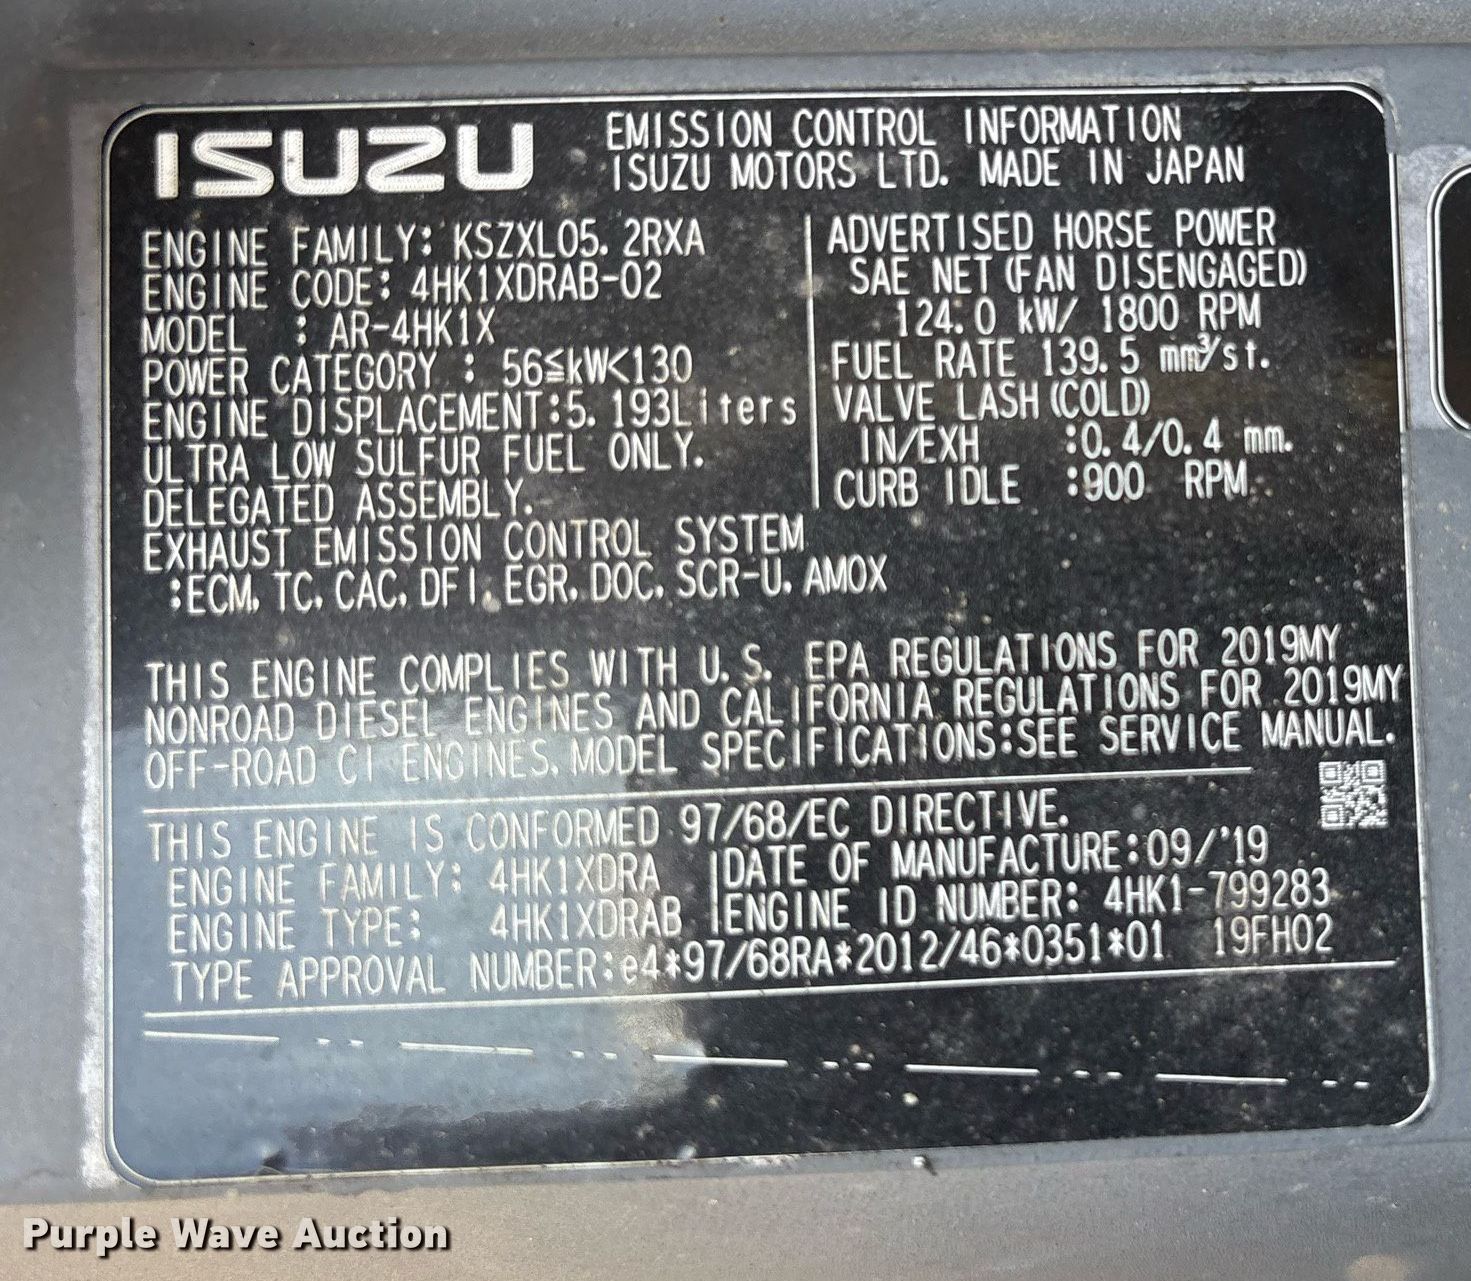 ISUZU
EMISSION CONTROL INFORMATION
ISUZU MOTORS LTD. MADE IN JAPAN
ENGINE FAMILY: KSZXL05.2RXA
ENGINE CODE: 4HK1XDRAB-02
MODEL : AR-4HK1X
POWER CATEGORY : 56≦kW<130
ENGINE DISPLACEMENT:5.193Liters
ULTRA LOW SULFUR FUEL ONLY.
DELEGATED ASSEMBLY.
ADVERTISED HORSE POWER
SAE NET (FAN DISENGAGED)
124.0 kW/ 1800 RPM
FUEL RATE 139.5 mm³/st.
VALVE LASH (COLD)
IN/EXH :0.4/0.4 mm.
CURB IDLE :900 RPM
EXHAUST EMISSION CONTROL SYSTEM
:ECM, TC, CAC, DFI, EGR, DOC, SCR-U, AMOX
THIS ENGINE COMPLIES WITH U.S. EPA REGULATIONS FOR 2019MY
NONROAD DIESEL ENGINES AND CALIFORNIA REGULATIONS FOR 2019MY
OFF-ROAD CI ENGINES. MODEL SPECIFICATIONS:SEE SERVICE MANUAL.
THIS ENGINE IS CONFORMED 97/68/EC DIRECTIVE.
ENGINE FAMILY: 4HK1XDRA
DATE OF MANUFACTURE:09/'19
ENGINE TYPE: 4HK1XDRAB
ENGINE ID NUMBER: 4HK1-799283
TYPE APPROVAL NUMBER:e4*97/68RA*2012/46*0351*01 19FH02
Purple Wave Auction